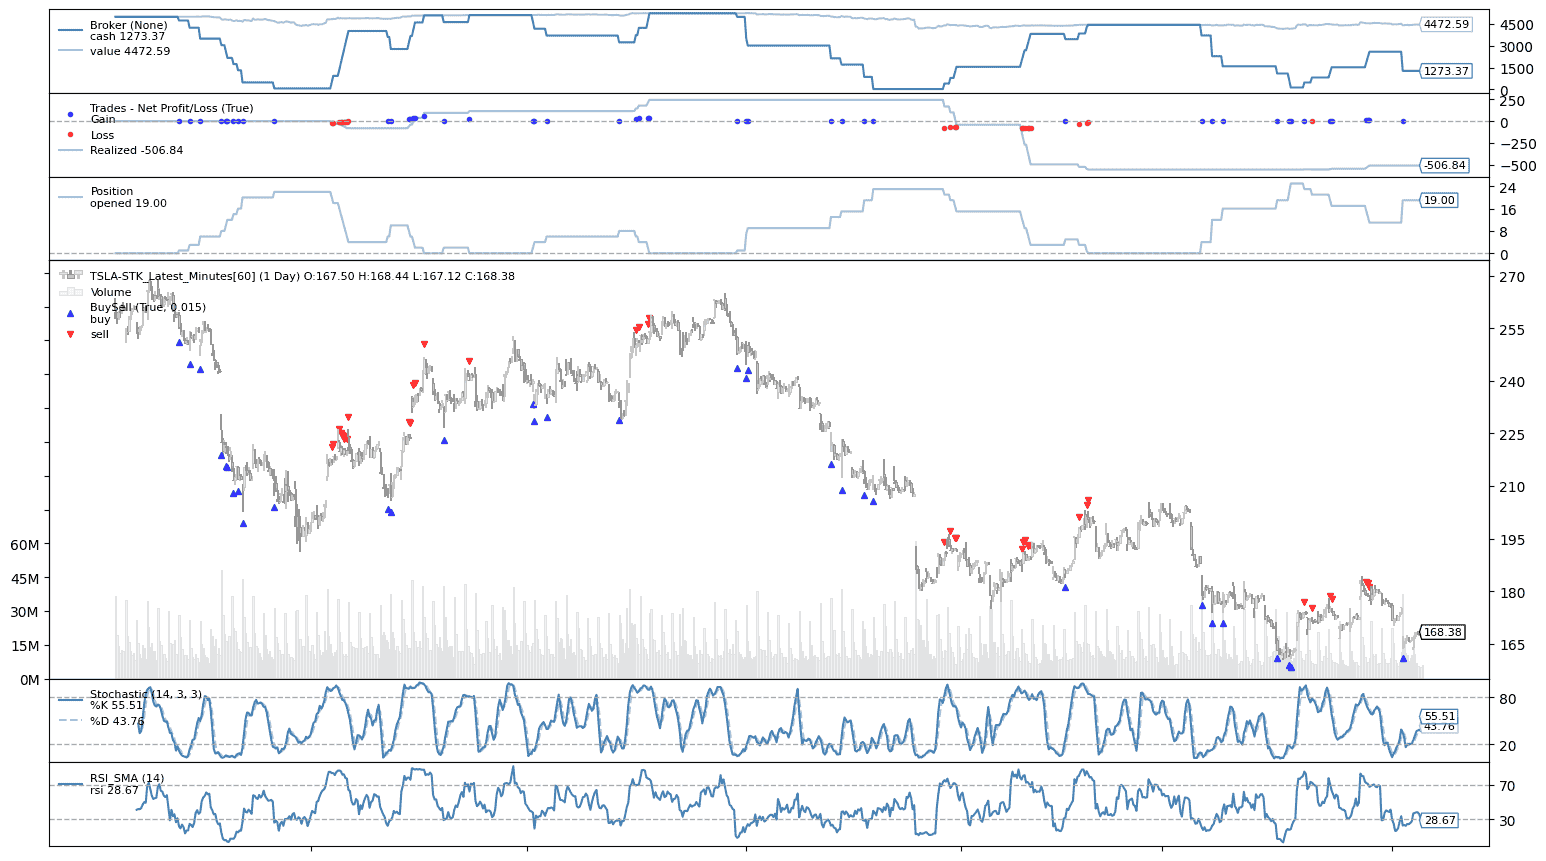 Broker (None)
cash 1273.37
value 4472.59
4500
3000
1500
0
4472.59
1273.37
Trades - Net Profit/Loss (True)
Gain
Loss
Realized -506.84
250
0
−250
−500
-506.84
Position
opened 19.00
24
16
8
0
19.00
TSLA-STK_Latest_Minutes[60] (1 Day) O:167.50 H:168.44 L:167.12 C:168.38
Volume
BuySell (True, 0.015)
buy
sell
270
255
240
225
210
195
180
165
168.38
60M
45M
30M
15M
0M
Stochastic (14, 3, 3)
%K 55.51
%D 43.76
80
20
55.51
43.76
RSI_SMA (14)
rsi 28.67
70
30
28.67